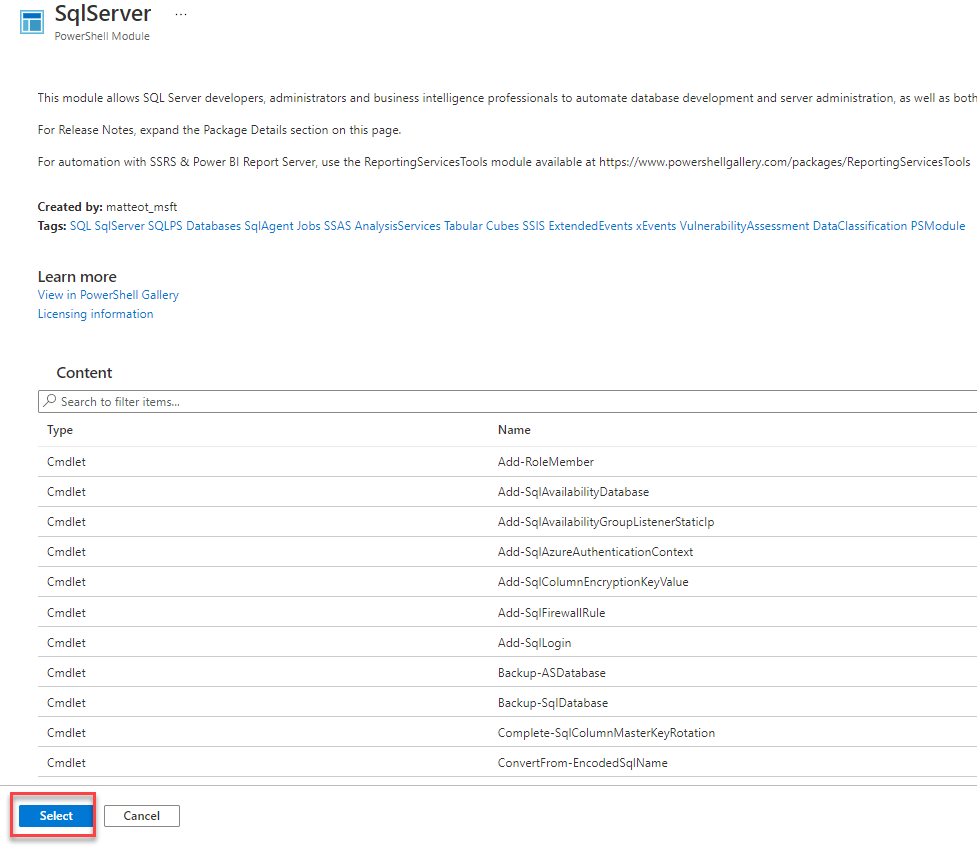 SqlServer ...
PowerShell Module
This module allows SQL Server developers, administrators and business intelligence professionals to automate database development and server administration, as well as both
For Release Notes, expand the Package Details section on this page.
For automation with SSRS & Power BI Report Server, use the ReportingServicesTools module available at https://www.powershellgallery.com/packages/ReportingServicesTools
Created by: matteot_msft
Tags: SQL SqlServer SQLPS Databases SqlAgent Jobs SSAS AnalysisServices Tabular Cubes SSIS ExtendedEvents xEvents VulnerabilityAssessment DataClassification PSModule
Learn more
View in PowerShell Gallery
Licensing information
Content
Search to filter items...
Type Name
Cmdlet Add-RoleMember
Cmdlet Add-SqlAvailabilityDatabase
Cmdlet Add-SqlAvailabilityGroupListenerStaticIp
Cmdlet Add-SqlAzureAuthenticationContext
Cmdlet Add-SqlColumnEncryptionKeyValue
Cmdlet Add-SqlFirewallRule
Cmdlet Add-SqlLogin
Cmdlet Backup-ASDatabase
Cmdlet Backup-SqlDatabase
Cmdlet Complete-SqlColumnMasterKeyRotation
Cmdlet ConvertFrom-EncodedSqlName
Select Cancel